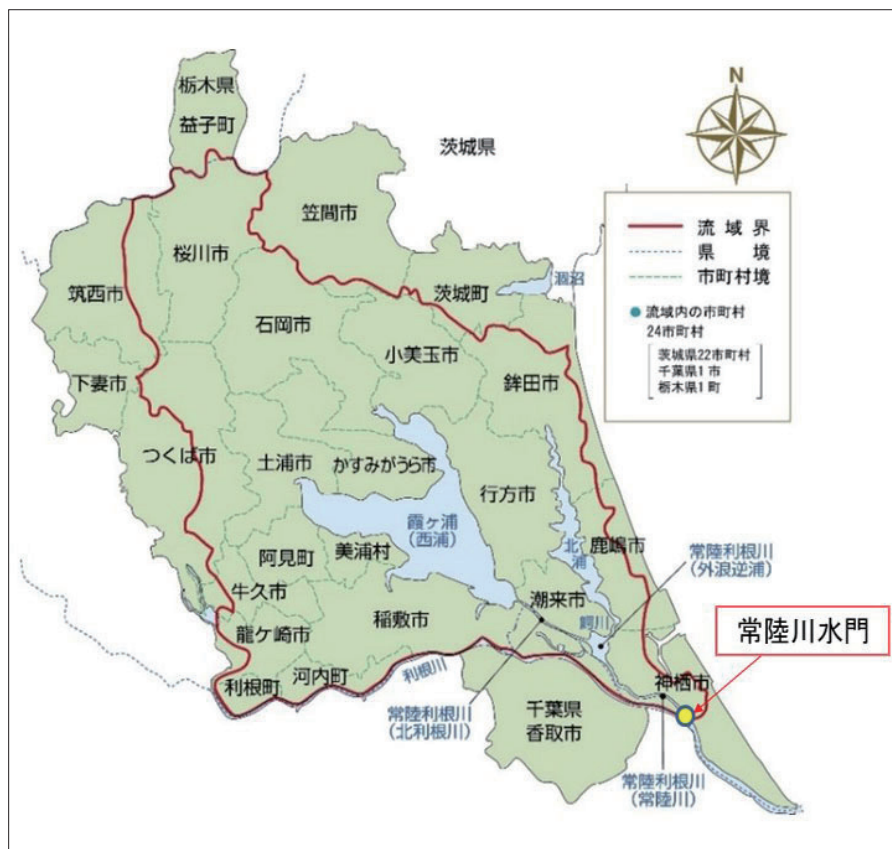 栃木県
益子町
N
茨城県
笠間市
桜川市
流域界
県境
市町村境
流域内の市町村
24市町村
茨城県22市町村
千葉県1市
栃木県1町
筑西市
茨城町
涸沼
石岡市
小美玉市
下妻市
鉾田市
つくば市
土浦市
かすみがうら市
行方市
霞ヶ浦
(西浦)
北浦
鹿嶋市
常陸利根川
(外浪逆浦)
阿見町
美浦村
牛久市
稲敷市
潮来市
鰐川
常陸川水門
龍ケ崎市
利根町
河内町
利根川
神栖市
常陸利根川
(北利根川)
千葉県
香取市
常陸利根川
(常陸川)